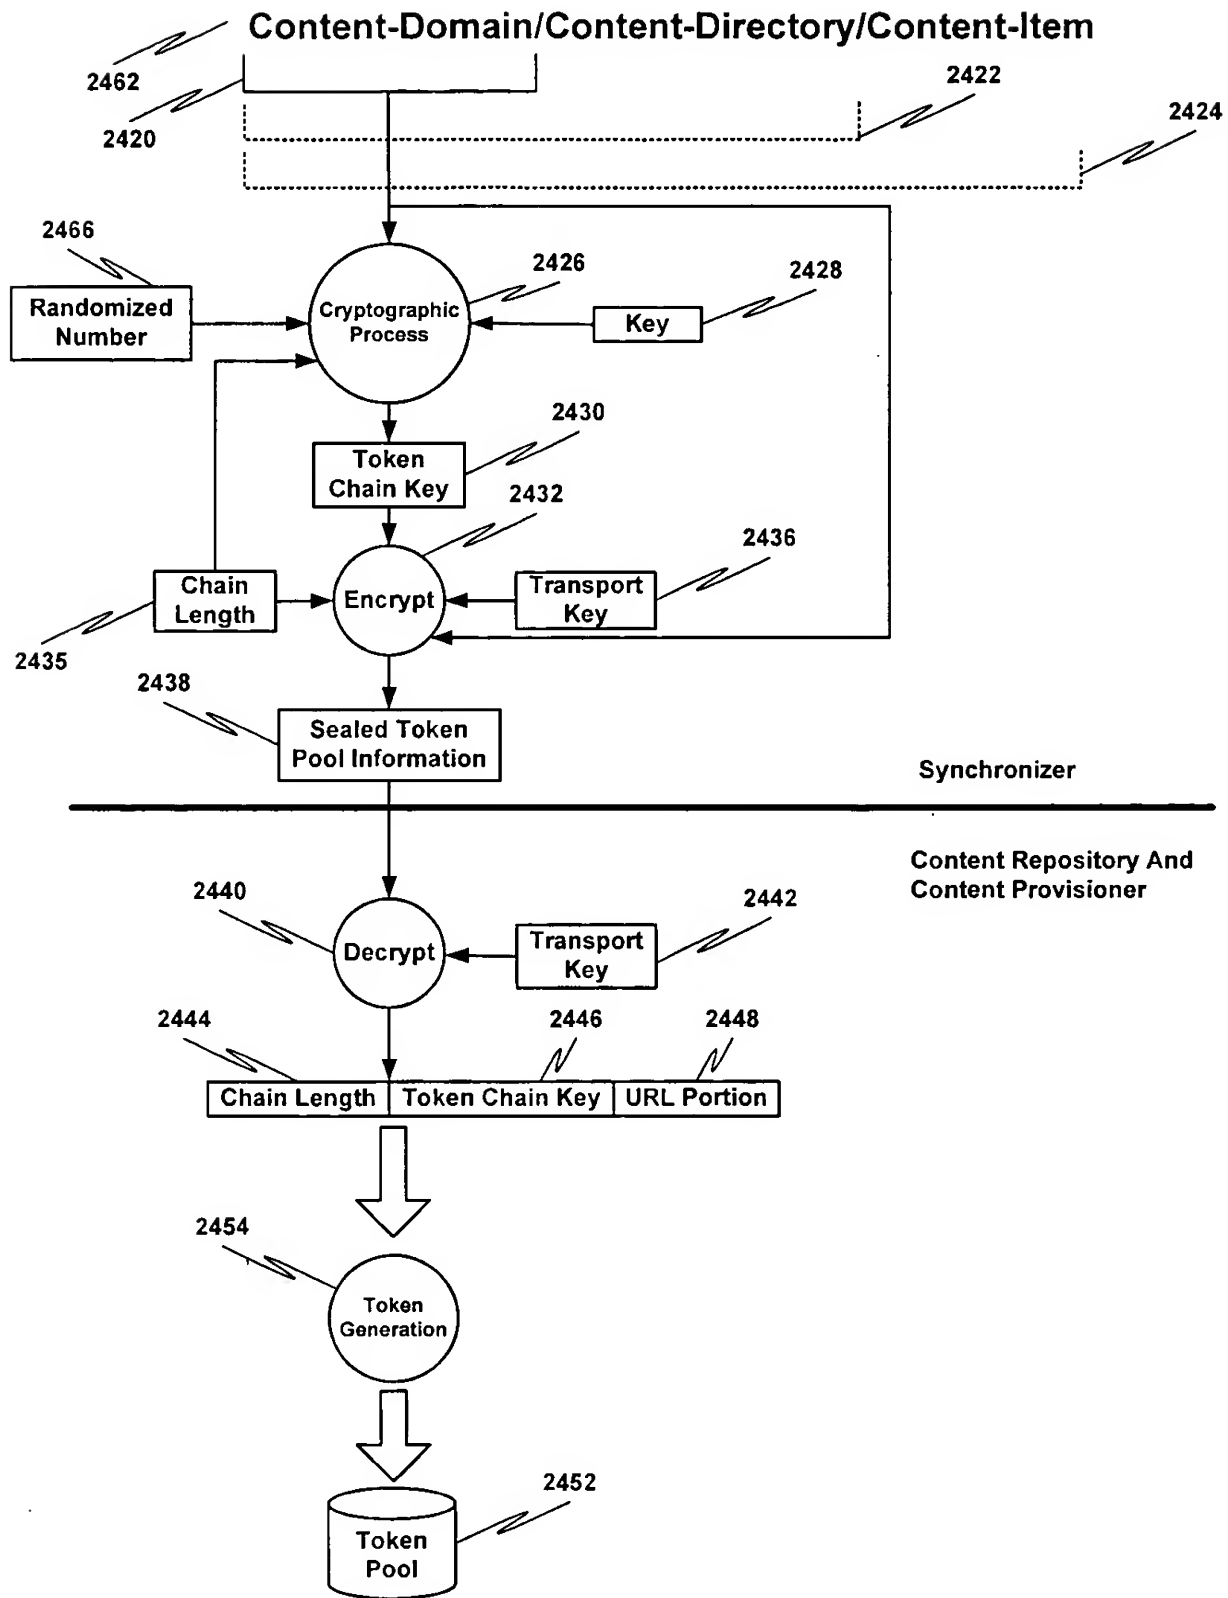 Content-Domain/Content-Directory/Content-Item
2462
2420
2422
2424
2466
Randomized
Number
Cryptographic
Process
2426
2428
Key
2430
Token
Chain Key
2432
2436
Chain
Length
Encrypt
Transport
Key
2435
2438
Sealed Token
Pool Information
Synchronizer
Content Repository And
Content Provisioner
2440
2442
Decrypt
Transport
Key
2444
2446
2448
Chain Length
Token Chain Key
URL Portion
2454
Token
Generation
2452
Token
Pool